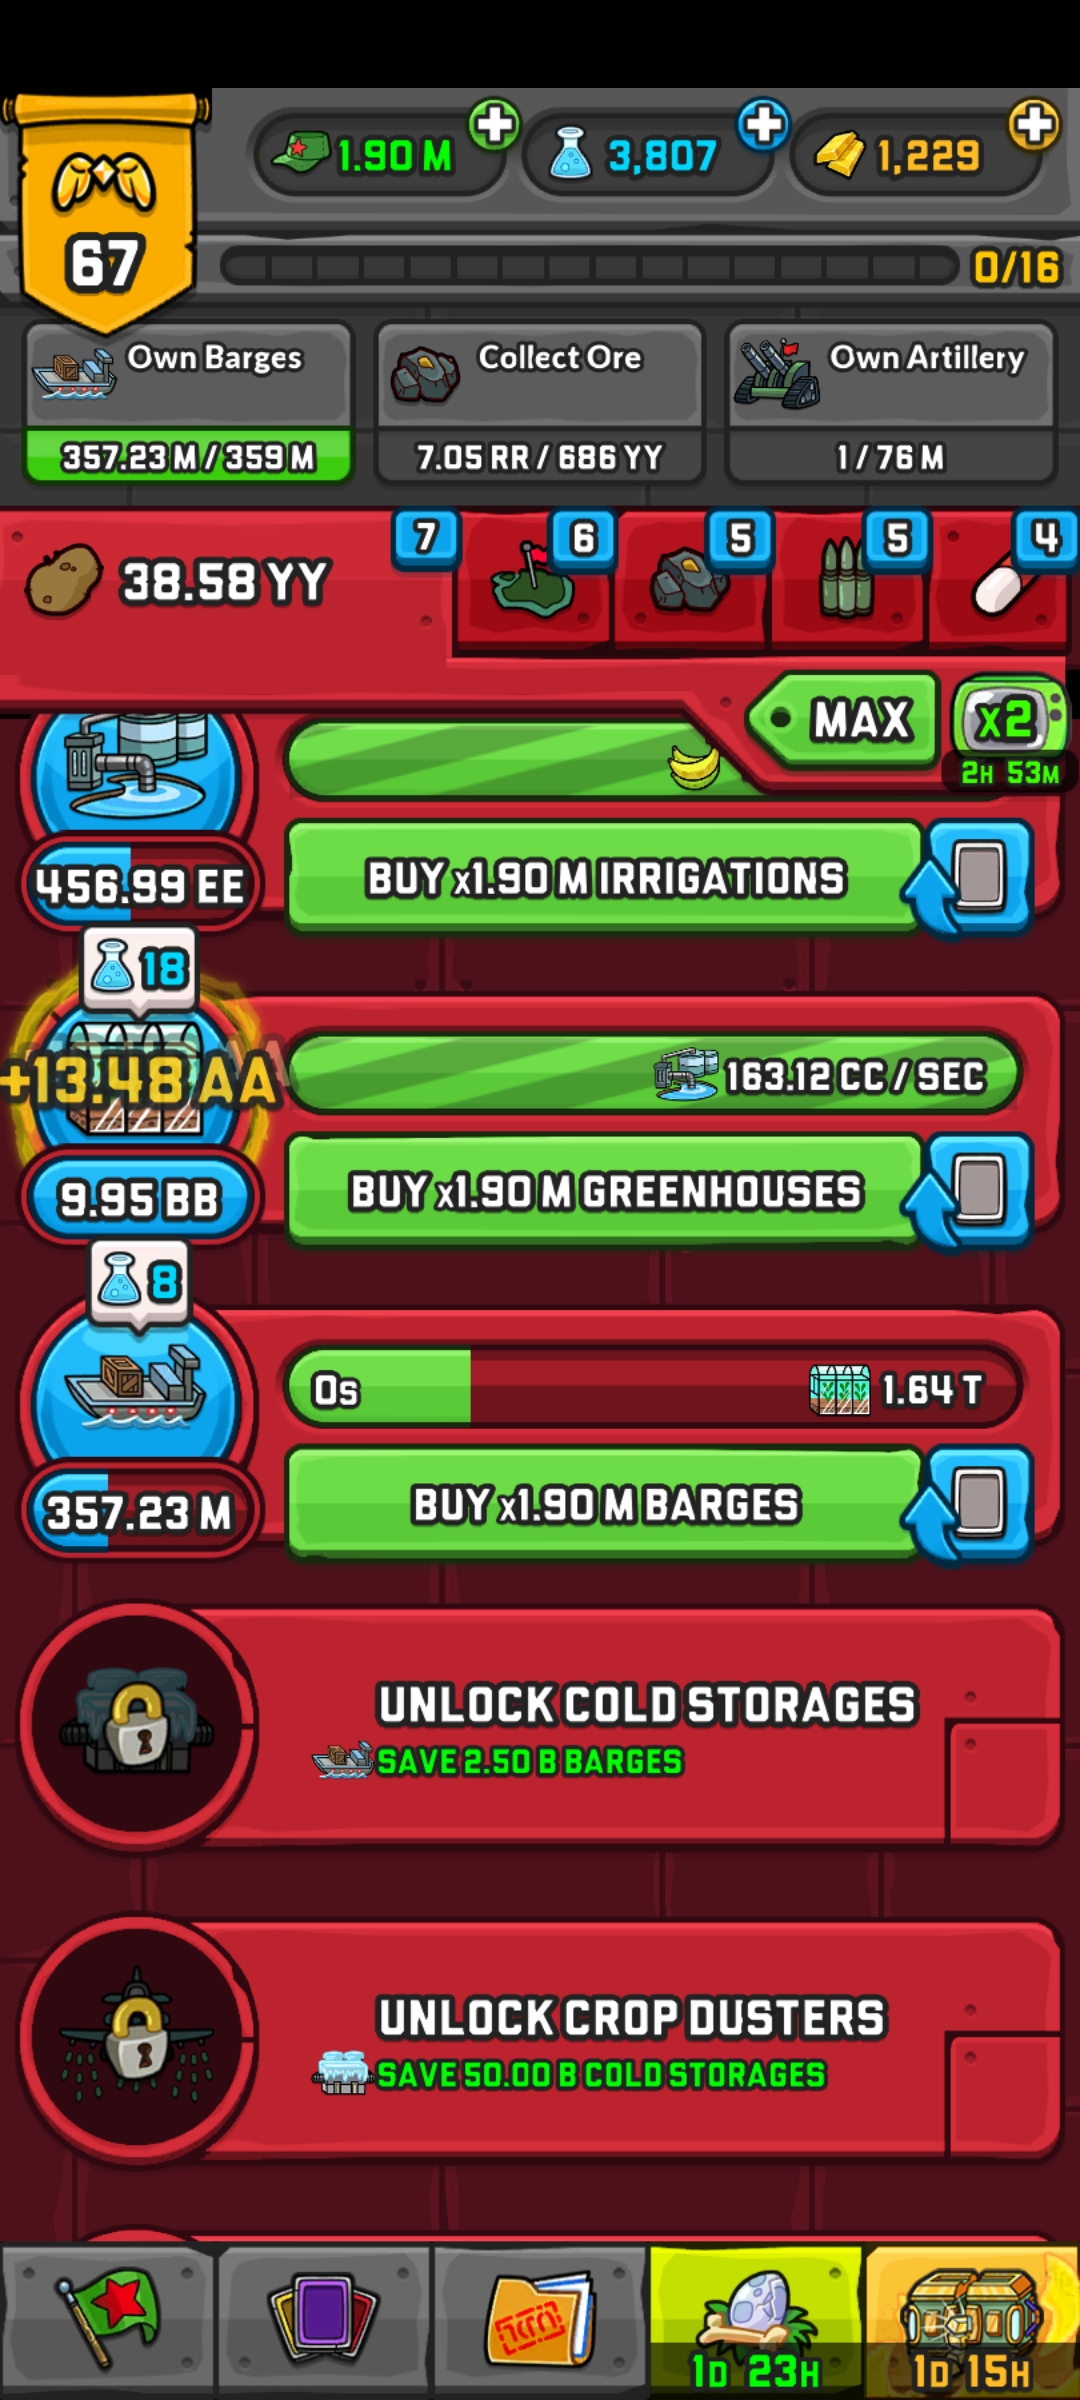 1.90 M
3,807
1,229
67
0/16
Own Barges
357.23 M / 359 M
Collect Ore
7.05 RR / 686 YY
Own Artillery
1 / 76 M
38.58 YY
7
6
5
5
4
MAX
x2
2H 53M
456.99 EE
BUY x1.90 M IRRIGATIONS
18
+13.48 AA
163.12 CC / SEC
9.95 BB
BUY x1.90 M GREENHOUSES
8
0s
1.64 T
357.23 M
BUY x1.90 M BARGES
UNLOCK COLD STORAGES
SAVE 2.50 B BARGES
UNLOCK CROP DUSTERS
SAVE 50.00 B COLD STORAGES
1D 23H
1D 15H